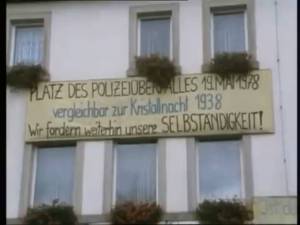 PLATZ DES POLIZEIÜBERFALLES 19. MAI 1978
vergleichbar zur Kristallnacht 1938
Wir fordern weiterhin unsere SELBSTÄNDIGKEIT!